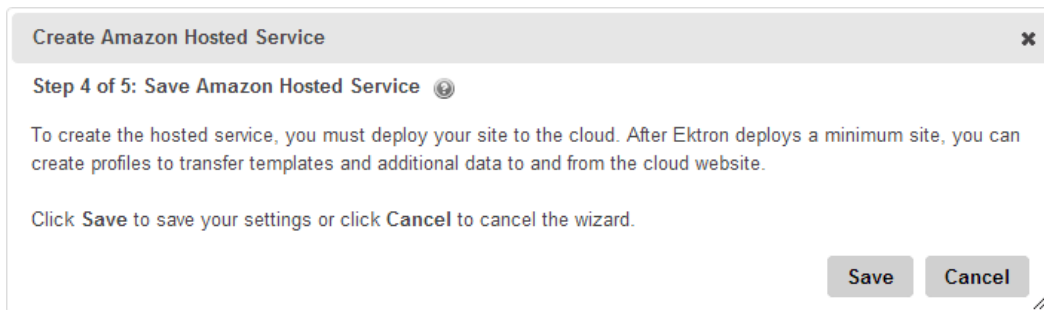 Create Amazon Hosted Service
Step 4 of 5: Save Amazon Hosted Service
To create the hosted service, you must deploy your site to the cloud. After Ektron deploys a minimum site, you can
create profiles to transfer templates and additional data to and from the cloud website.
Click Save to save your settings or click Cancel to cancel the wizard.
Save Cancel